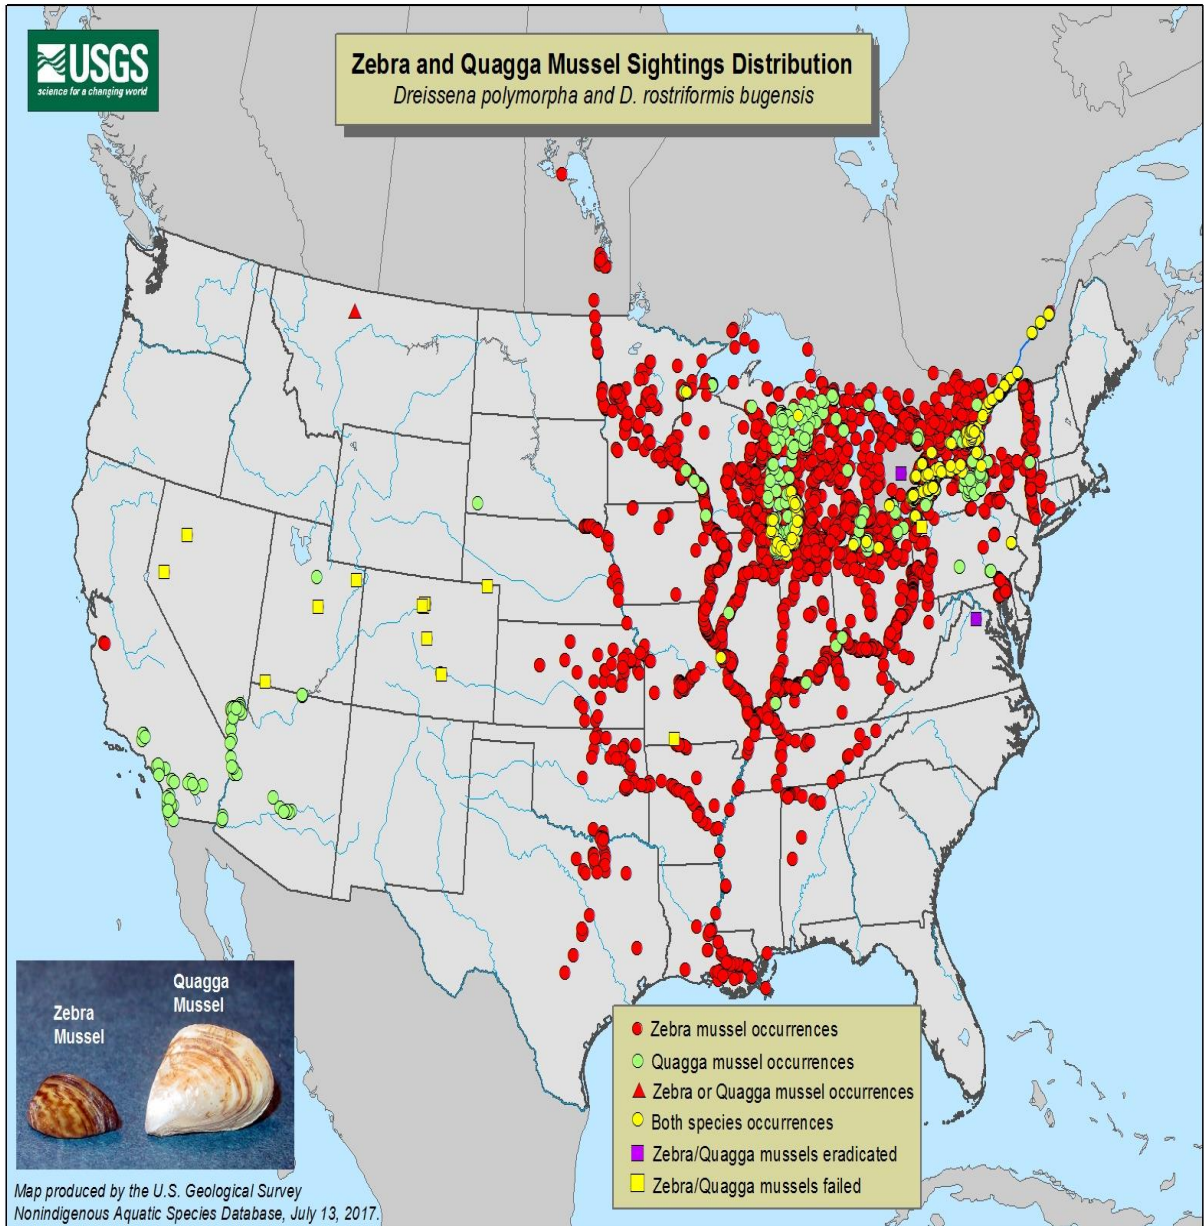 USGS
science for a changing world
Zebra and Quagga Mussel Sightings Distribution
Dreissena polymorpha and D. rostriformis bugensis
Quagga
Mussel
Zebra
Mussel
Zebra mussel occurrences
Quagga mussel occurrences
Zebra or Quagga mussel occurrences
Both species occurrences
Zebra/Quagga mussels eradicated
Zebra/Quagga mussels failed
Map produced by the U.S. Geological Survey
Nonindigenous Aquatic Species Database, July 13, 2017.